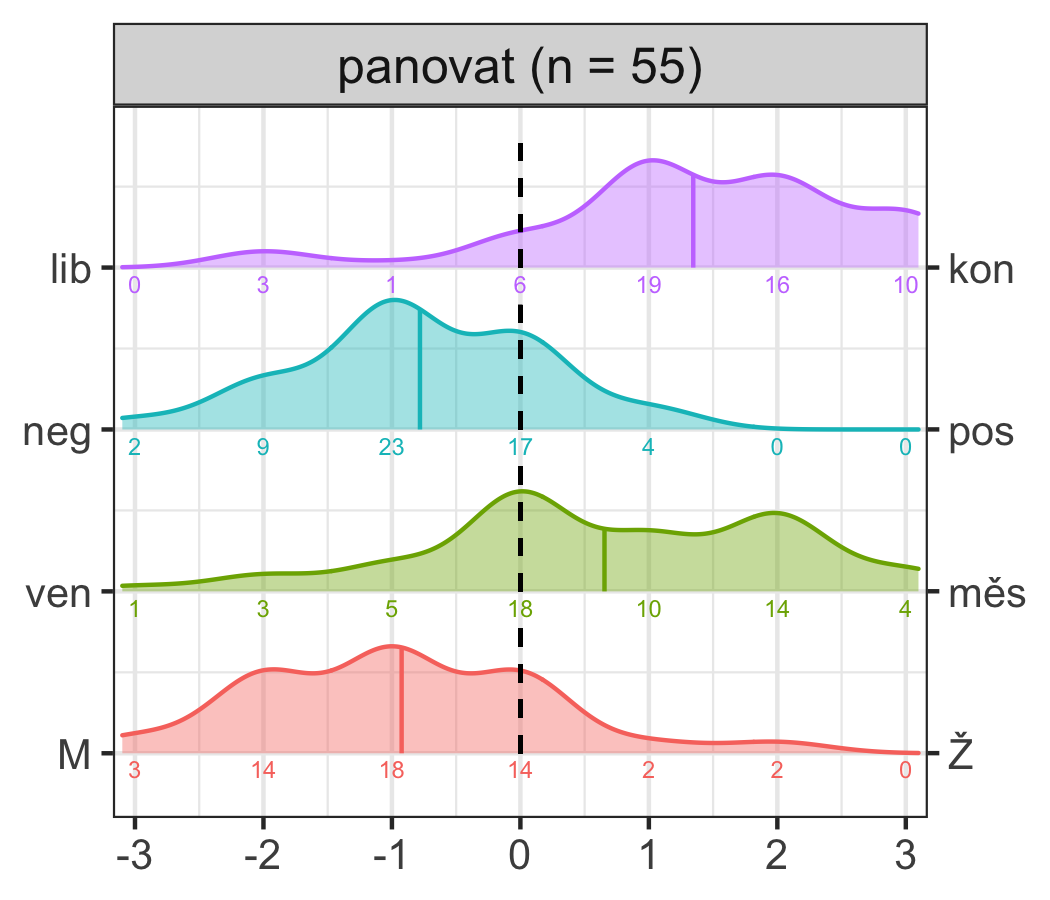 panovat (n = 55)
lib kon
0 3 1 6 19 16 10
neg pos
2 9 23 17 4 0 0
ven měs
1 3 5 18 10 14 4
M Ž
3 14 18 14 2 2 0
-3 -2 -1 0 1 2 3